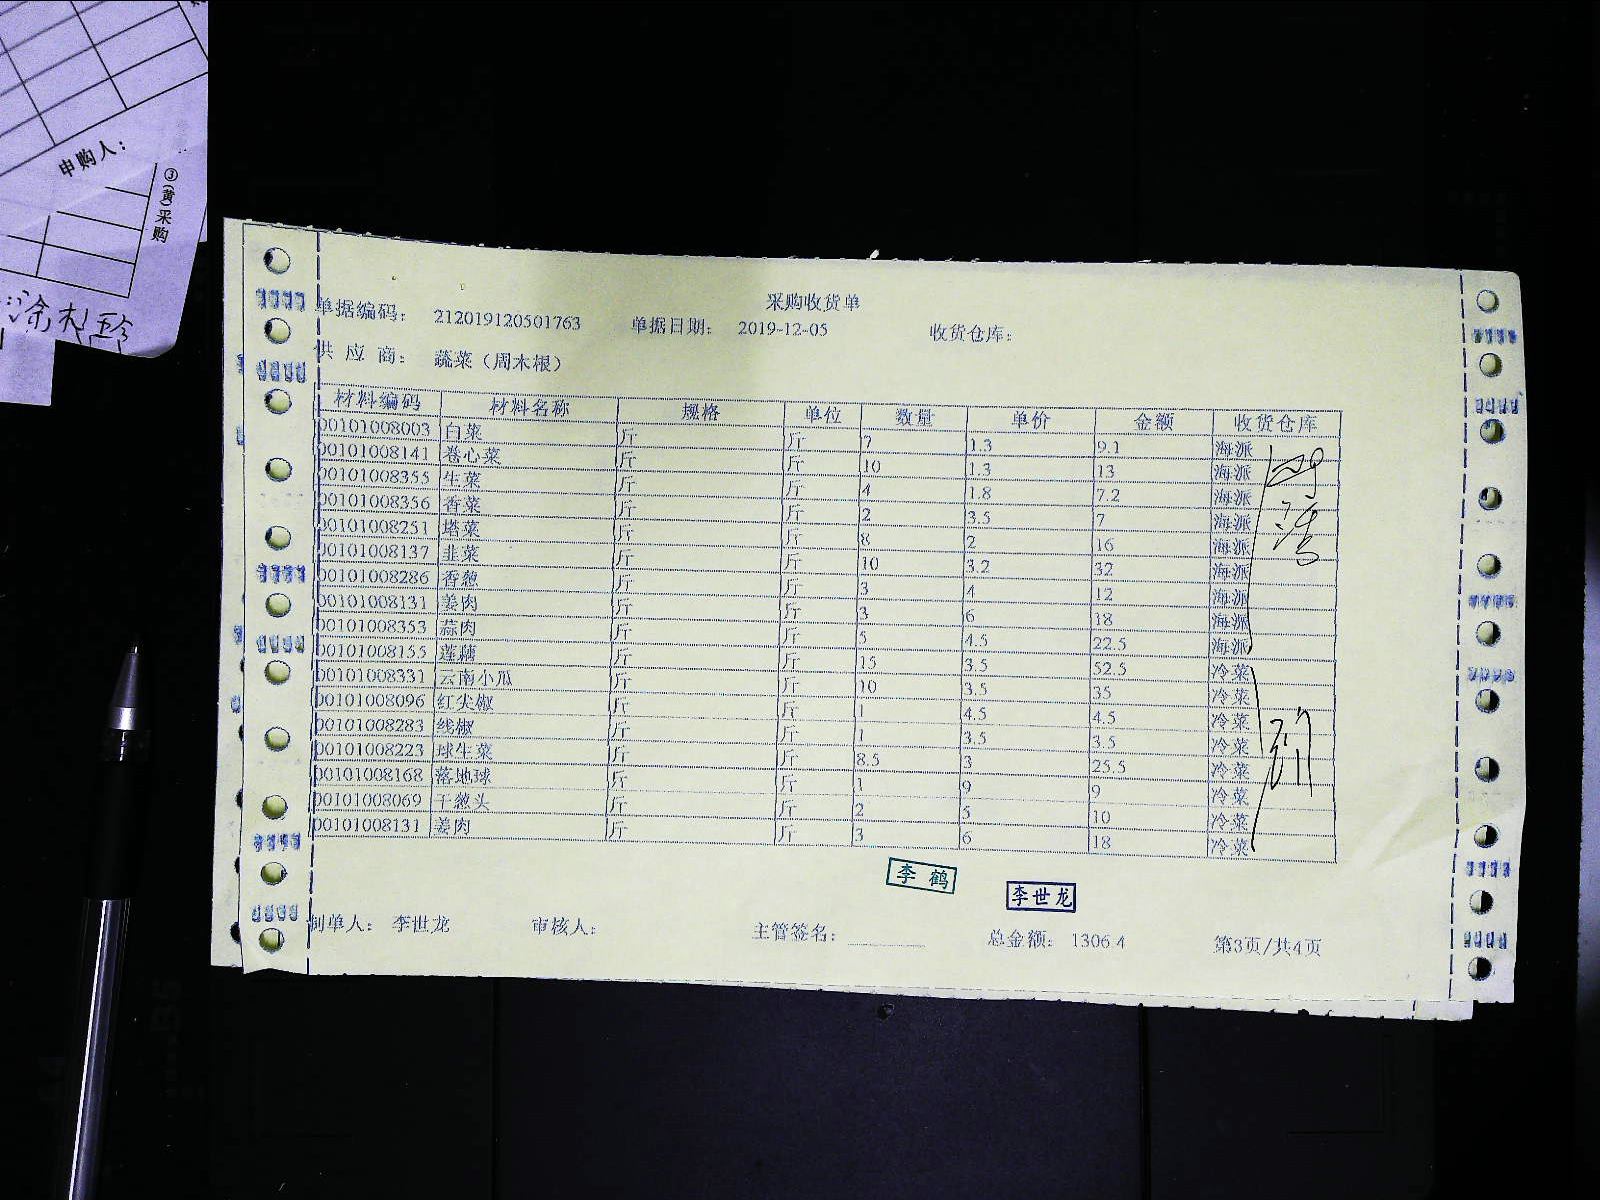 申购人：
③(黄)采购
采购收货单
单据编码： 212019120501763 单据日期： 2019-12-05 收货仓库：
供 应 商： 蔬菜（周木根）
材料编码 材料名称 规格 单位 数量 单价 金额 收货仓库
00101008003 白菜 斤 斤 7 1.3 9.1 海派
00101008141 卷心菜 斤 斤 10 1.3 13 海派
00101008355 生菜 斤 斤 4 1.8 7.2 海派
00101008356 香菜 斤 斤 2 3.5 7 海派
00101008251 塔菜 斤 斤 8 2 16 海派
00101008137 韭菜 斤 斤 10 3.2 32 海派
00101008286 香葱 斤 斤 3 4 12 海派
00101008131 姜肉 斤 斤 3 6 18 海派
00101008353 蒜肉 斤 斤 5 4.5 22.5 海派
00101008155 莲藕 斤 斤 15 3.5 52.5 冷菜
00101008331 云南小瓜 斤 斤 10 3.5 35 冷菜
00101008096 红尖椒 斤 斤 1 4.5 4.5 冷菜
00101008283 线椒 斤 斤 1 3.5 3.5 冷菜
00101008223 球生菜 斤 斤 8.5 3 25.5 冷菜
00101008168 落地球 斤 斤 1 9 9 冷菜
00101008069 干葱头 斤 斤 2 5 10 冷菜
00101008131 姜肉 斤 斤 3 6 18 冷菜
李鹤
李世龙
制单人： 李世龙 审核人： 主管签名： 总金额： 1306.4 第3页/共4页